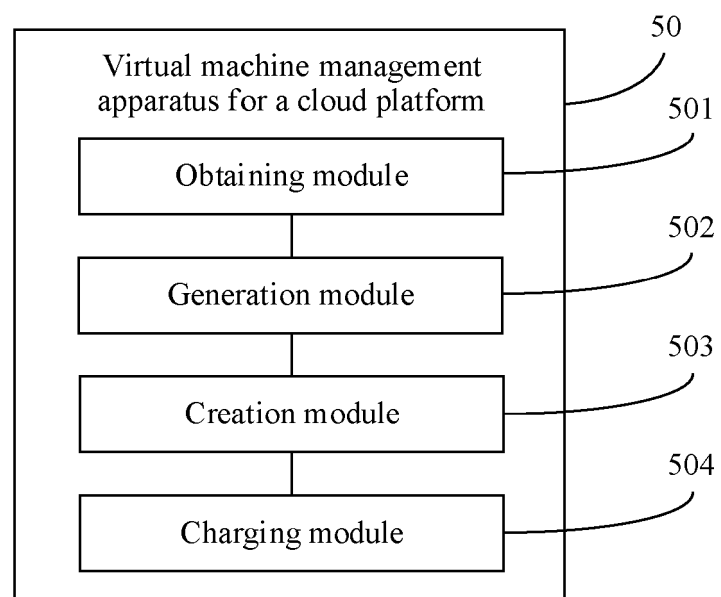 50
Virtual machine management
apparatus for a cloud platform
501
Obtaining module
502
Generation module
503
Creation module
504
Charging module